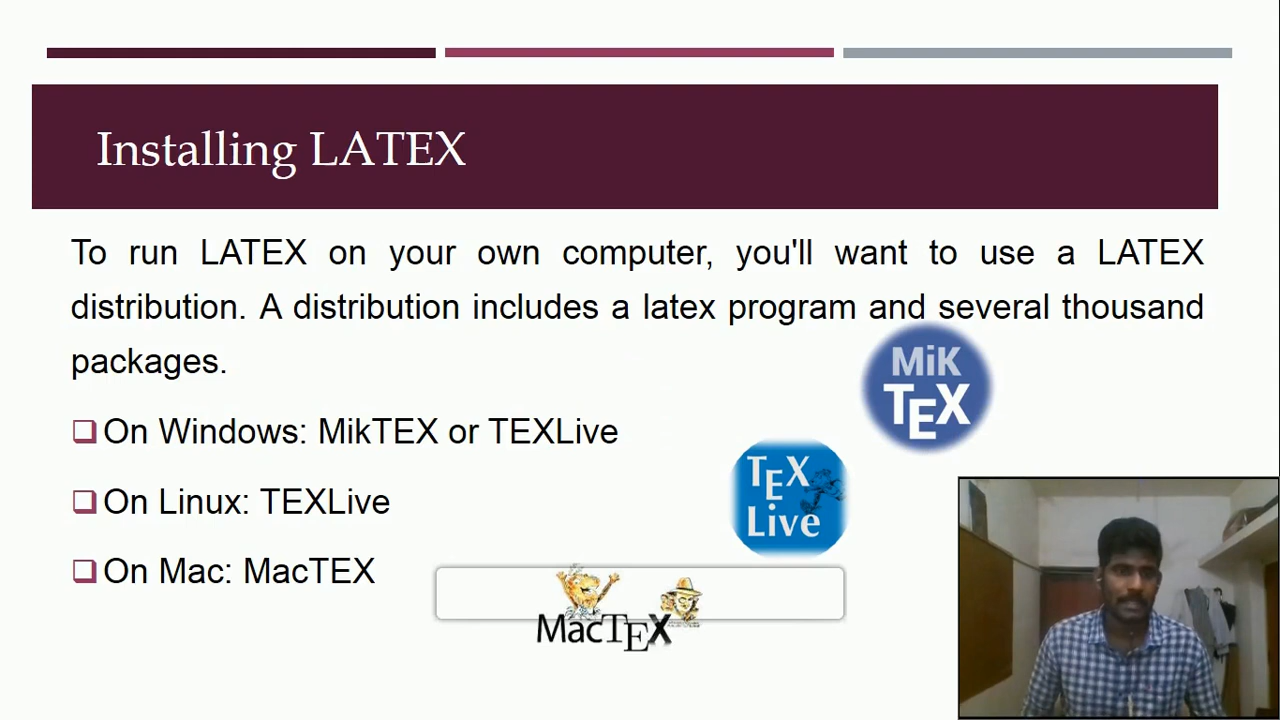 Installing LATEX
To run LATEX on your own computer, you'll want to use a LATEX
distribution. A distribution includes a latex program and several thousand
packages.
On Windows: MikTEX or TEXLive
On Linux: TEXLive
On Mac: MacTEX
MiK
TEX
TEX
Live
MacTEX